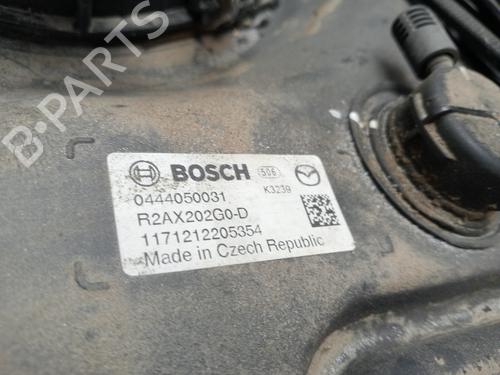 BOSCH 506
K3239
0444050031
R2AX202G0-D
1171212205354
Made in Czech Republic
B-PARTS